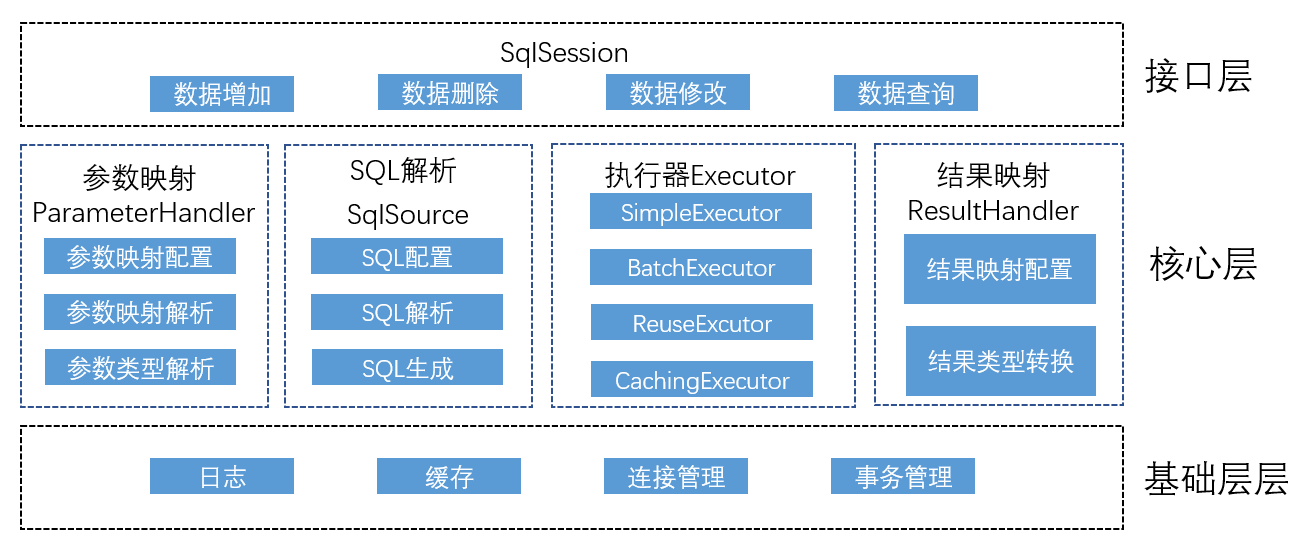 SqlSession
数据增加
数据删除
数据修改
数据查询
接口层
参数映射
ParameterHandler
参数映射配置
参数映射解析
参数类型解析
SQL解析
SqlSource
SQL配置
SQL解析
SQL生成
执行器Executor
SimpleExecutor
BatchExecutor
ReuseExcutor
CachingExecutor
结果映射
ResultHandler
结果映射配置
结果类型转换
核心层
日志
缓存
连接管理
事务管理
基础层层